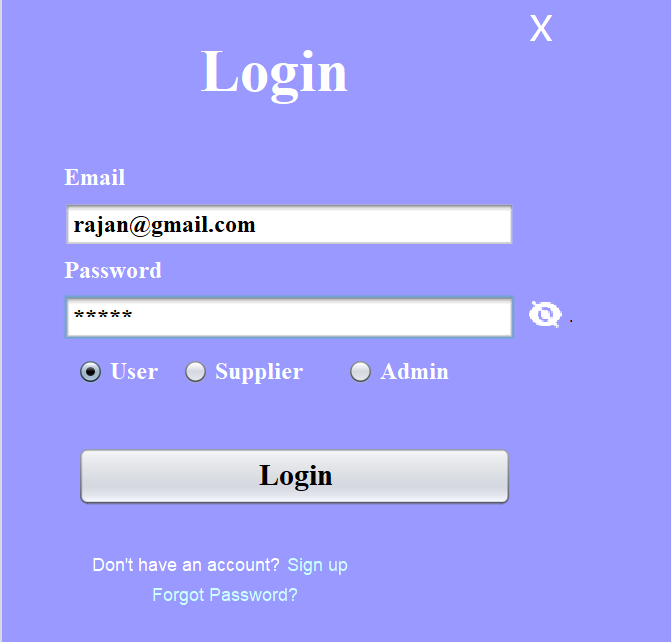 X
Login
Email
rajan@gmail.com
Password
*****
.
User Supplier Admin
Login
Don't have an account? Sign up
Forgot Password?